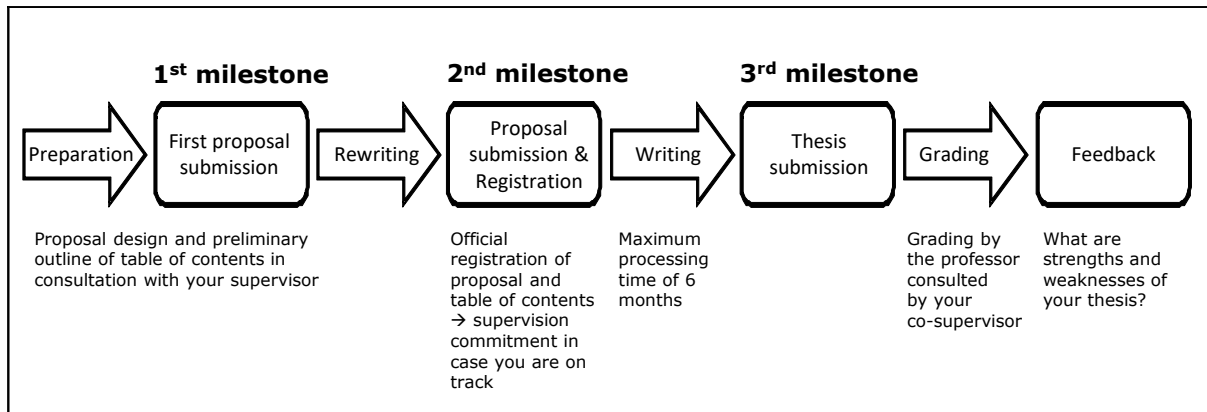 1st milestone
2nd milestone
3rd milestone
Preparation
First proposal
submission
Rewriting
Proposal
submission &
Registration
Writing
Thesis
submission
Grading
Feedback
Proposal design and preliminary
outline of table of contents in
consultation with your supervisor
Official
registration of
proposal and
table of contents
→ supervision
commitment in
case you are on
track
Maximum
processing
time of 6
months
Grading by
the professor
consulted
by your
co-supervisor
What are
strengths and
weaknesses of
your thesis?